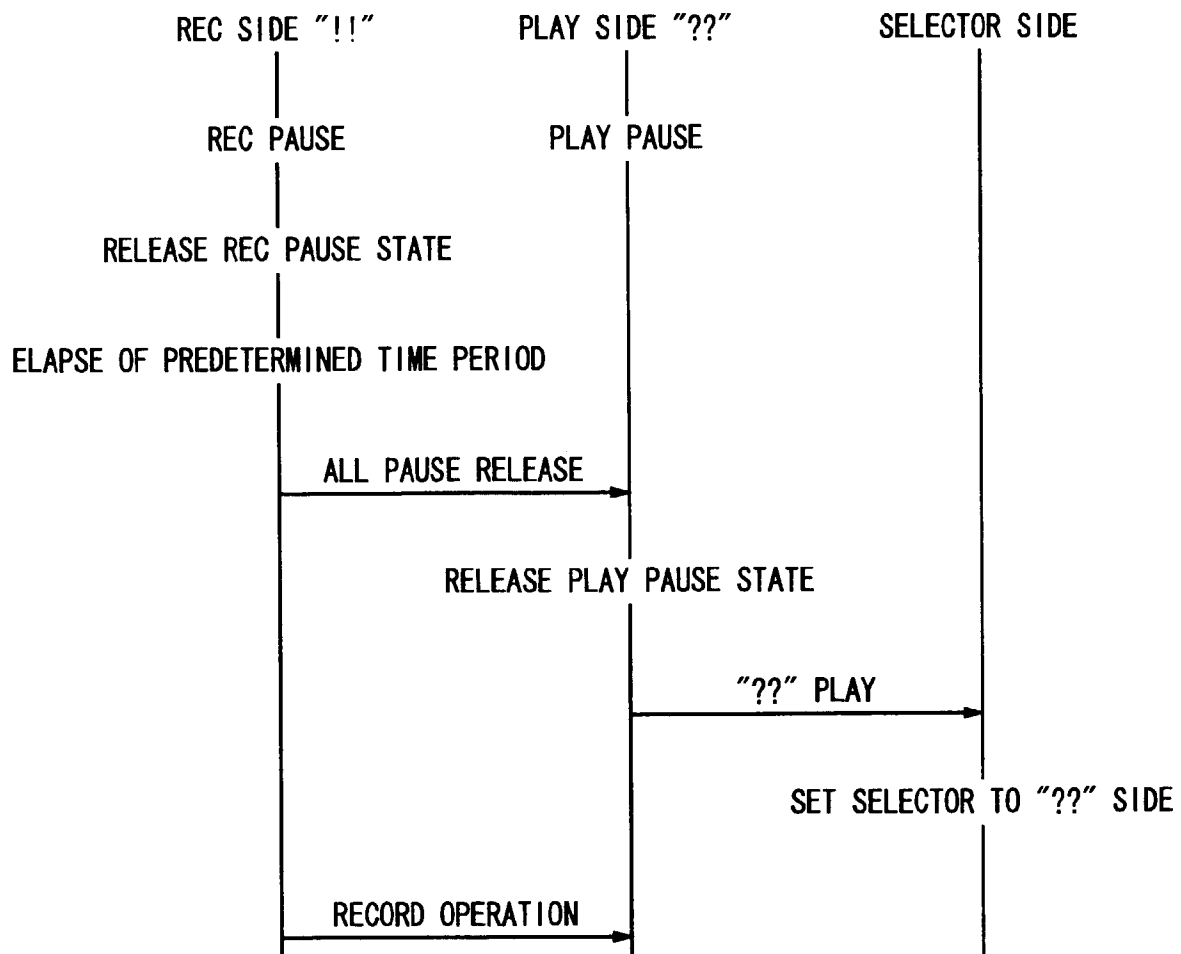 REC SIDE "!!"
PLAY SIDE "??"
SELECTOR SIDE
REC PAUSE
PLAY PAUSE
RELEASE REC PAUSE STATE
ELAPSE OF PREDETERMINED TIME PERIOD
ALL PAUSE RELEASE
RELEASE PLAY PAUSE STATE
"??" PLAY
SET SELECTOR TO "??" SIDE
RECORD OPERATION